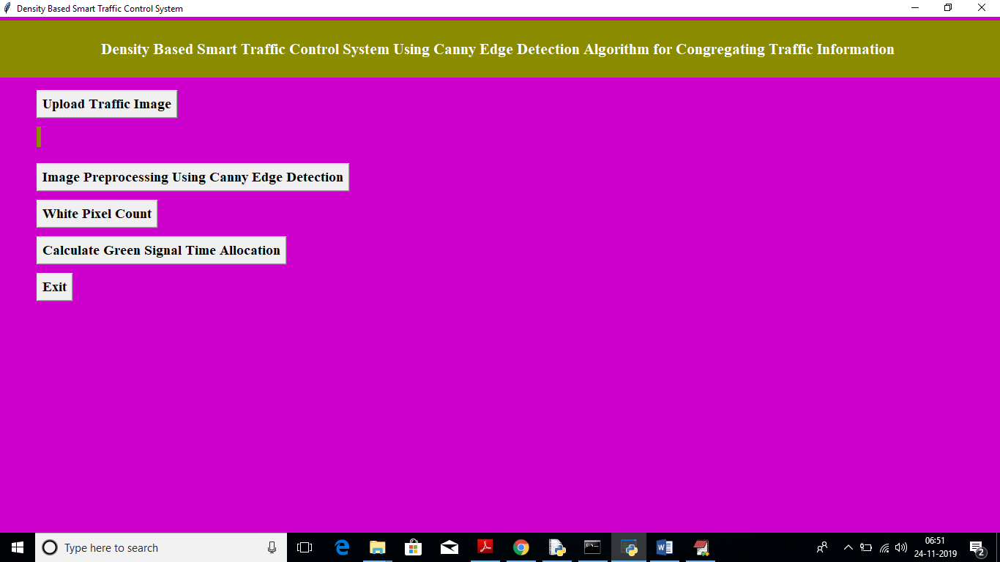 Density Based Smart Traffic Control System
Density Based Smart Traffic Control System Using Canny Edge Detection Algorithm for Congregating Traffic Information
Upload Traffic Image
Image Preprocessing Using Canny Edge Detection
White Pixel Count
Calculate Green Signal Time Allocation
Exit
Type here to search
06:51
24-11-2019
2